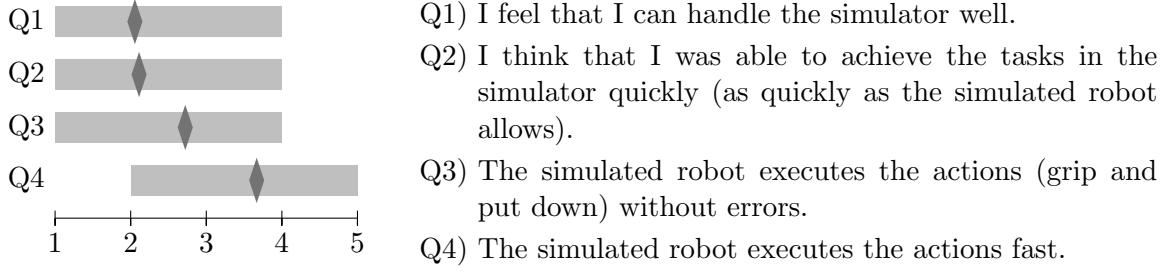 Q1
Q2
Q3
Q4
1 2 3 4 5
Q1) I feel that I can handle the simulator well.
Q2) I think that I was able to achieve the tasks in the
simulator quickly (as quickly as the simulated robot
allows).
Q3) The simulated robot executes the actions (grip and
put down) without errors.
Q4) The simulated robot executes the actions fast.